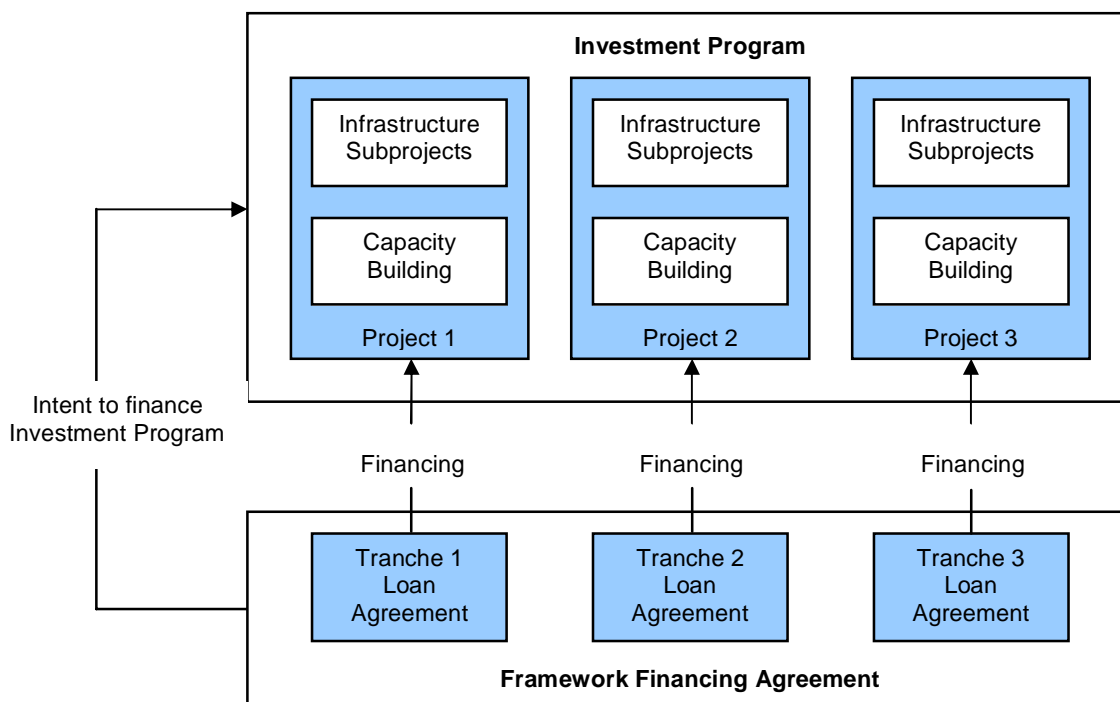 Investment Program
Infrastructure
Subprojects
Capacity
Building
Project 1
Infrastructure
Subprojects
Capacity
Building
Project 2
Infrastructure
Subprojects
Capacity
Building
Project 3
Intent to finance
Investment Program
Financing
Financing
Financing
Tranche 1
Loan
Agreement
Tranche 2
Loan
Agreement
Tranche 3
Loan
Agreement
Framework Financing Agreement